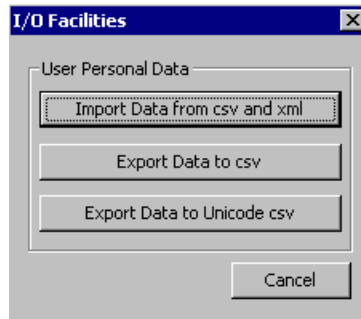 I/O Facilities
User Personal Data
Import Data from csv and xml
Export Data to csv
Export Data to Unicode csv
Cancel